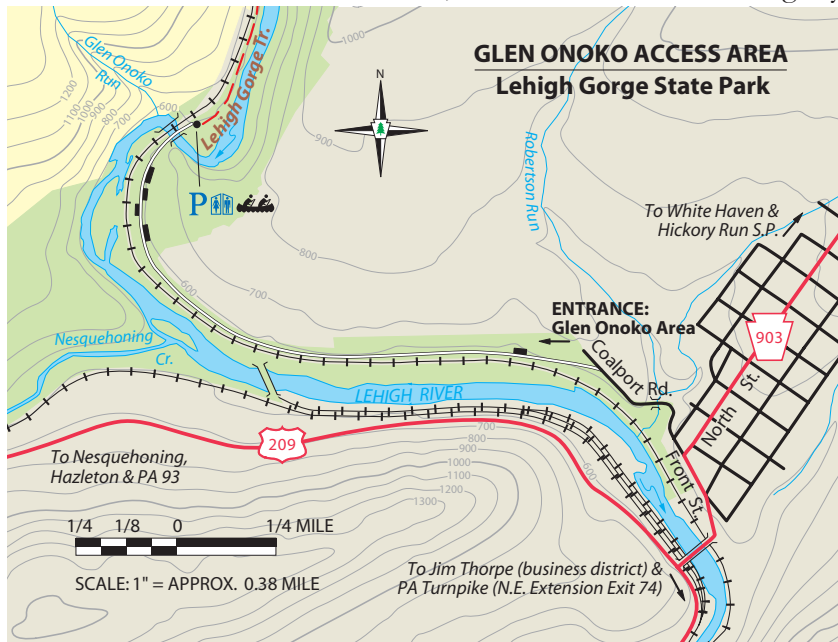 GLEN ONOKO ACCESS AREA
Lehigh Gorge State Park
Glen Onoko
Run
Lehigh Gorge Tr.
1200
1100
1000
900
800
700
600
1000
900
800
700
600
N
P
Robertson Run
To White Haven &
Hickory Run S.P.
903
ENTRANCE:
Glen Onoko Area
Coalport Rd.
North St.
Front St.
Nesquehoning
Cr.
LEHIGH RIVER
209
To Nesquehoning,
Hazleton & PA 93
600
700
800
900
1000
1100
1200
1300
1/4 1/8 0 1/4 MILE
SCALE: 1" = APPROX. 0.38 MILE
To Jim Thorpe (business district) &
PA Turnpike (N.E. Extension Exit 74)